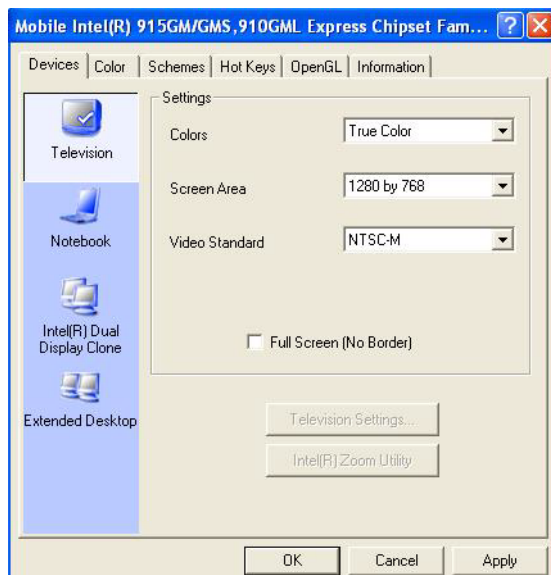 Mobile Intel(R) 915GM/GMS,910GML Express Chipset Fam...
Devices Color Schemes Hot Keys OpenGL Information
Television
Notebook
Intel(R) Dual
Display Clone
Extended Desktop
Settings
Colors True Color
Screen Area 1280 by 768
Video Standard NTSC-M
Full Screen (No Border)
Television Settings...
Intel(R) Zoom Utility
OK Cancel Apply